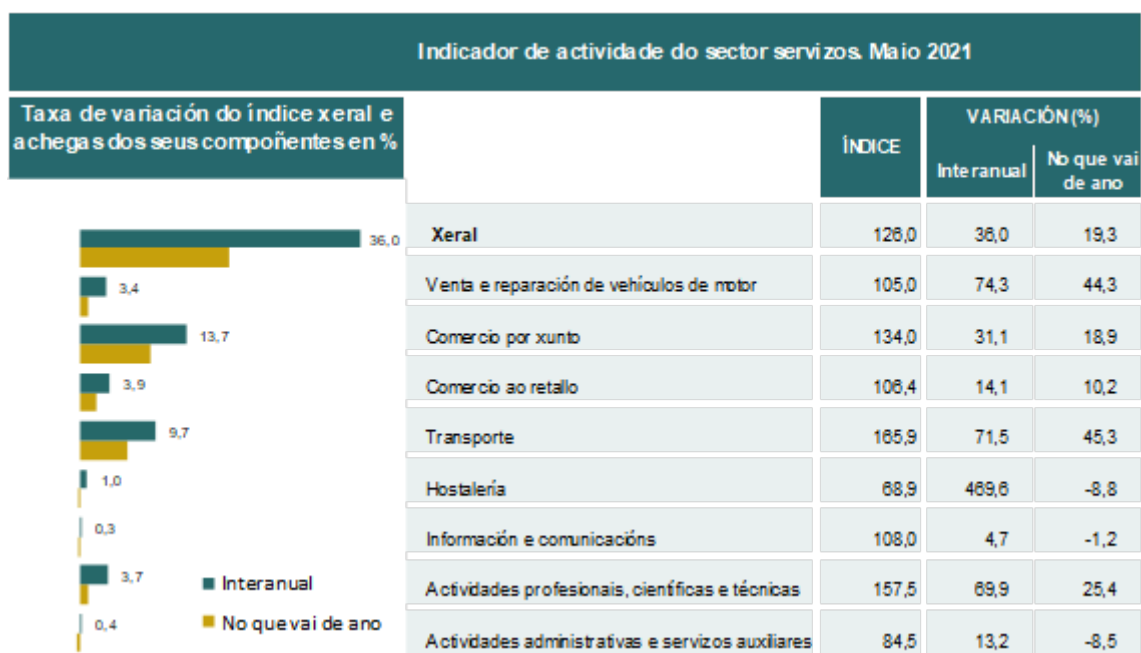 Indicador de actividade do sector servizos. Maio 2021
Taxa de variación do índice xeral e
achegas dos seus compoñentes en %
ÍNDICE
VARIACIÓN (%)
Interanual
No que vai
de ano
36,0
Xeral 126,0 36,0 19,3
3,4
Venta e reparación de vehículos de motor 105,0 74,3 44,3
13,7
Comercio por xunto 134,0 31,1 18,9
3,9
Comercio ao retallo 106,4 14,1 10,2
9,7
Transporte 165,9 71,5 45,3
1,0
Hostalería 68,9 469,6 -8,8
0,3
Información e comunicacións 108,0 4,7 -1,2
3,7
Interanual
Actividades profesionais, científicas e técnicas 157,5 69,9 25,4
0,4
No que vai de ano
Actividades administrativas e servizos auxiliares 84,5 13,2 -8,5